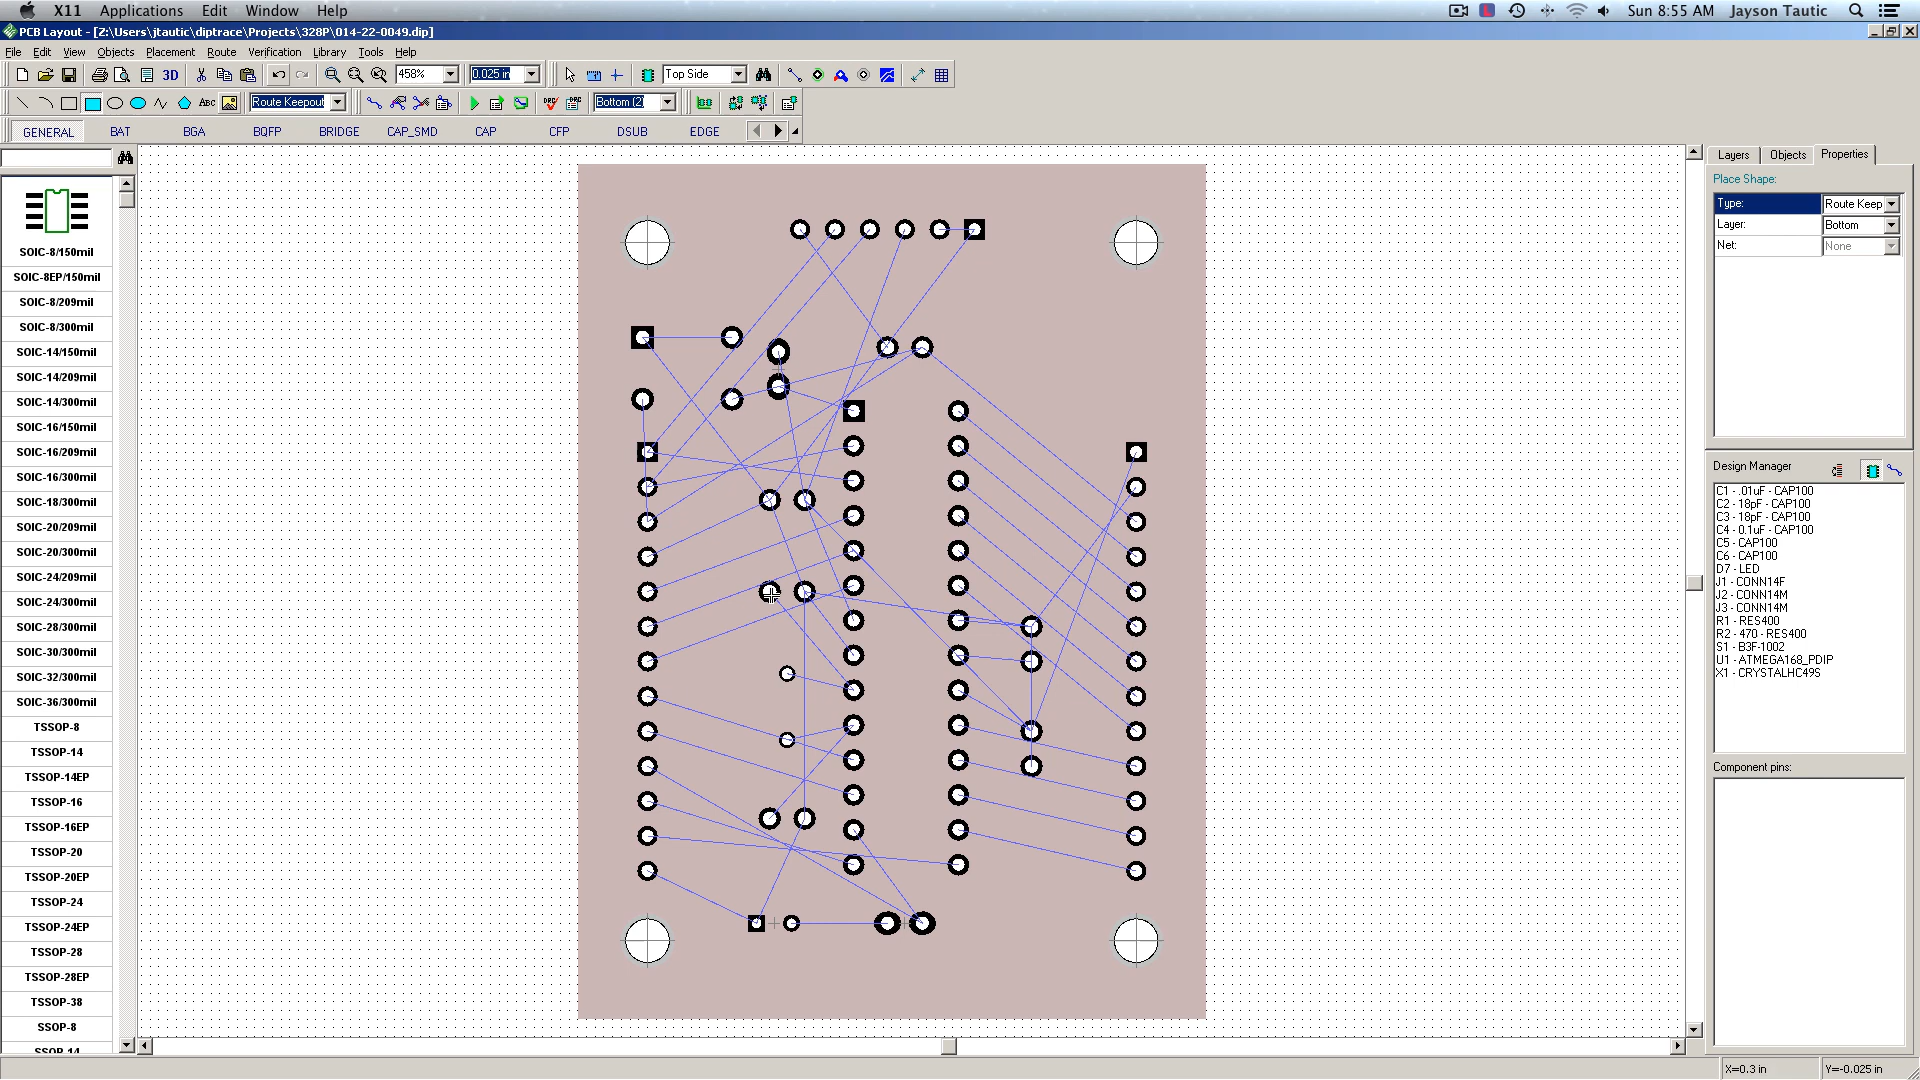 X11 Applications Edit Window Help
Sun 8:55 AM Jayson Tautic
PCB Layout - [Z:\Users\jtautic\diptrace\Projects\328P\014-22-0049.dip]
File Edit View Objects Placement Route Verification Library Tools Help
3D 458% 0.025 in Top Side
Abc Route Keepout DRC DRC Bottom (2)
GENERAL BAT BGA BQFP BRIDGE CAP_SMD CAP CFP DSUB EDGE
SOIC-8/150mil
SOIC-8EP/150mil
SOIC-8/209mil
SOIC-8/300mil
SOIC-14/150mil
SOIC-14/209mil
SOIC-14/300mil
SOIC-16/150mil
SOIC-16/209mil
SOIC-16/300mil
SOIC-18/300mil
SOIC-20/209mil
SOIC-20/300mil
SOIC-24/209mil
SOIC-24/300mil
SOIC-28/300mil
SOIC-30/300mil
SOIC-32/300mil
SOIC-36/300mil
TSSOP-8
TSSOP-14
TSSOP-14EP
TSSOP-16
TSSOP-16EP
TSSOP-20
TSSOP-20EP
TSSOP-24
TSSOP-24EP
TSSOP-28
TSSOP-28EP
TSSOP-38
SSOP-8
SSOP-14
Layers Objects Properties
Place Shape:
Type: Route Keep
Layer: Bottom
Net: None
Design Manager
C1 - .01uF - CAP100
C2 - 18pF - CAP100
C3 - 18pF - CAP100
C4 - 0.1uF - CAP100
C5 - CAP100
C6 - CAP100
D7 - LED
J1 - CONN14F
J2 - CONN14M
J3 - CONN14M
R1 - RES400
R2 - 470 - RES400
S1 - B3F-1002
U1 - ATMEGA168_PDIP
X1 - CRYSTALHC49S
Component pins:
X=0.3 in Y=-0.025 in